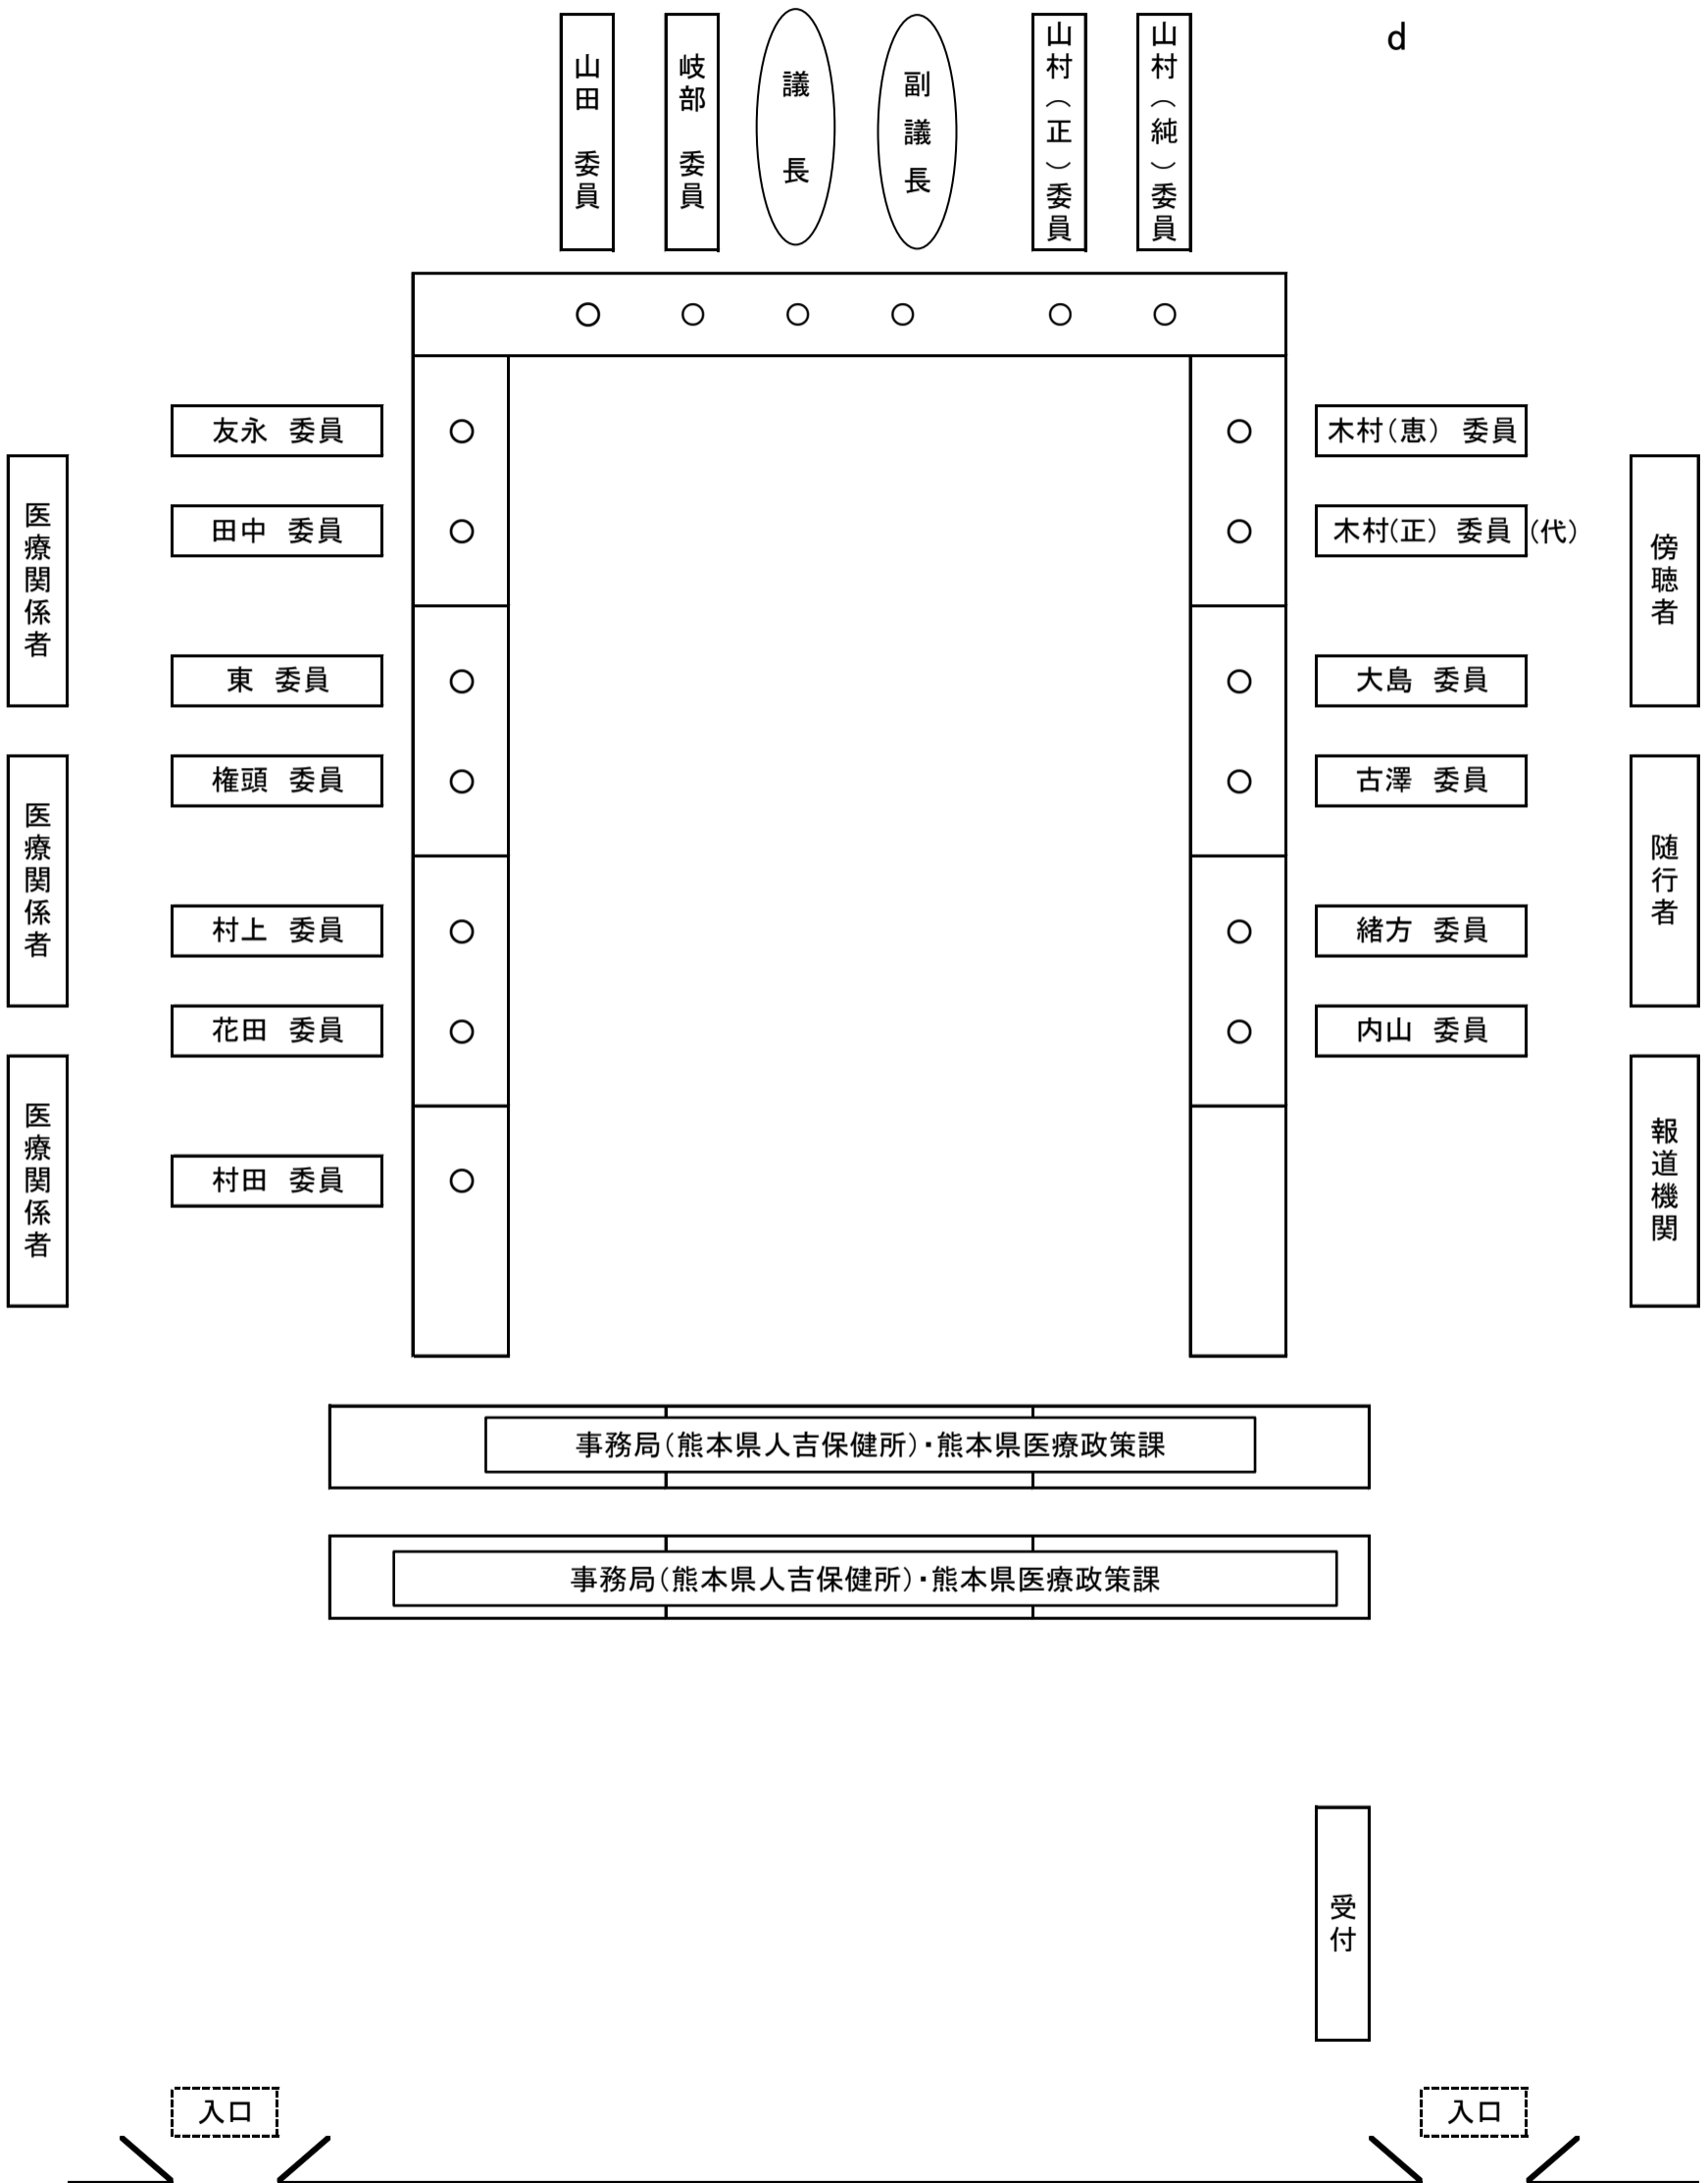 山田　委員
岐部　委員
議　長
副議長
山村（正）委員
山村（純）委員
d
友永　委員
木村（恵）　委員
田中　委員
木村（正）　委員（代）
医療関係者
傍聴者
東　委員
大島　委員
権頭　委員
古澤　委員
医療関係者
随行者
村上　委員
緒方　委員
花田　委員
内山　委員
医療関係者
報道機関
村田　委員
事務局（熊本県人吉保健所）・熊本県医療政策課
事務局（熊本県人吉保健所）・熊本県医療政策課
受付
入口
入口